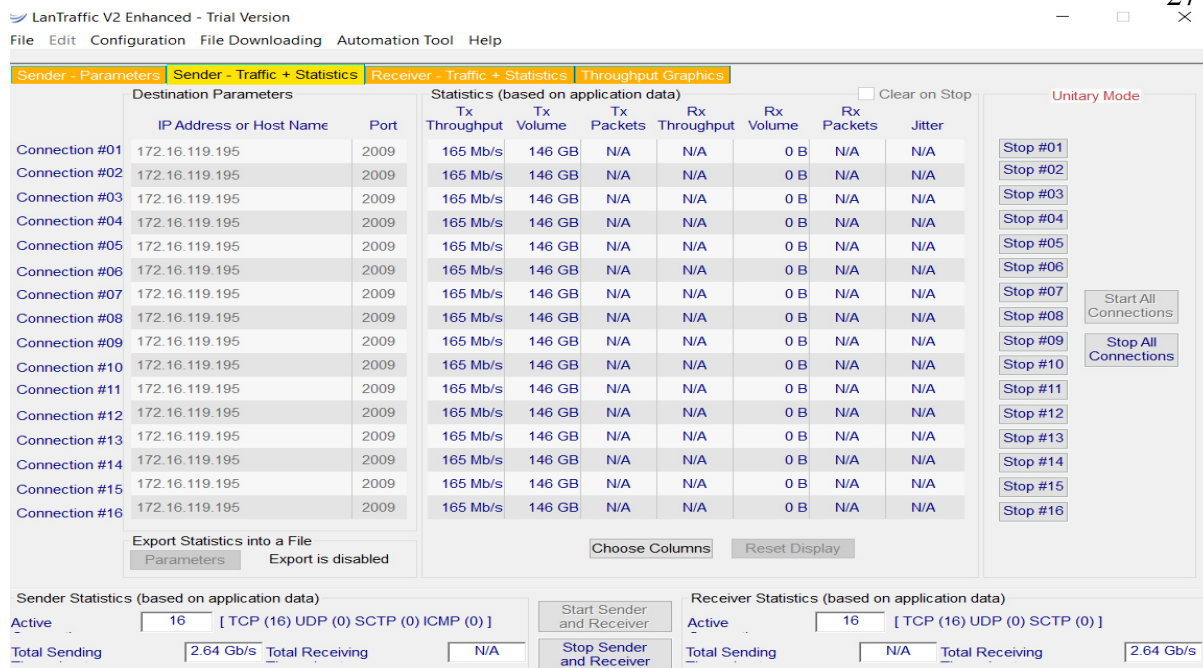 27
LanTraffic V2 Enhanced - Trial Version
File Edit Configuration File Downloading Automation Tool Help
Sender - Parameters Sender - Traffic + Statistics Receiver - Traffic + Statistics Throughput Graphics
Destination Parameters Statistics (based on application data) Clear on Stop Unitary Mode
Tx Tx Tx Rx Rx Rx
IP Address or Host Name Port Throughput Volume Packets Throughput Volume Packets Jitter
Connection #01 172.16.119.195 2009 165 Mb/s 146 GB N/A N/A 0 B N/A N/A Stop #01
Connection #02 172.16.119.195 2009 165 Mb/s 146 GB N/A N/A 0 B N/A N/A Stop #02
Connection #03 172.16.119.195 2009 165 Mb/s 146 GB N/A N/A 0 B N/A N/A Stop #03
Connection #04 172.16.119.195 2009 165 Mb/s 146 GB N/A N/A 0 B N/A N/A Stop #04
Connection #05 172.16.119.195 2009 165 Mb/s 146 GB N/A N/A 0 B N/A N/A Stop #05
Connection #06 172.16.119.195 2009 165 Mb/s 146 GB N/A N/A 0 B N/A N/A Stop #06
Connection #07 172.16.119.195 2009 165 Mb/s 146 GB N/A N/A 0 B N/A N/A Stop #07 Start All
Connection #08 172.16.119.195 2009 165 Mb/s 146 GB N/A N/A 0 B N/A N/A Stop #08 Connections
Connection #09 172.16.119.195 2009 165 Mb/s 146 GB N/A N/A 0 B N/A N/A Stop #09 Stop All
Connection #10 172.16.119.195 2009 165 Mb/s 146 GB N/A N/A 0 B N/A N/A Stop #10 Connections
Connection #11 172.16.119.195 2009 165 Mb/s 146 GB N/A N/A 0 B N/A N/A Stop #11
Connection #12 172.16.119.195 2009 165 Mb/s 146 GB N/A N/A 0 B N/A N/A Stop #12
Connection #13 172.16.119.195 2009 165 Mb/s 146 GB N/A N/A 0 B N/A N/A Stop #13
Connection #14 172.16.119.195 2009 165 Mb/s 146 GB N/A N/A 0 B N/A N/A Stop #14
Connection #15 172.16.119.195 2009 165 Mb/s 146 GB N/A N/A 0 B N/A N/A Stop #15
Connection #16 172.16.119.195 2009 165 Mb/s 146 GB N/A N/A 0 B N/A N/A Stop #16
Export Statistics into a File
Parameters Export is disabled Choose Columns Reset Display
Sender Statistics (based on application data) Receiver Statistics (based on application data)
Active 16 [ TCP (16) UDP (0) SCTP (0) ICMP (0) ] Start Sender and Receiver Active 16 [ TCP (16) UDP (0) SCTP (0) ]
Total Sending 2.64 Gb/s Total Receiving N/A Stop Sender and Receiver Total Sending N/A Total Receiving 2.64 Gb/s